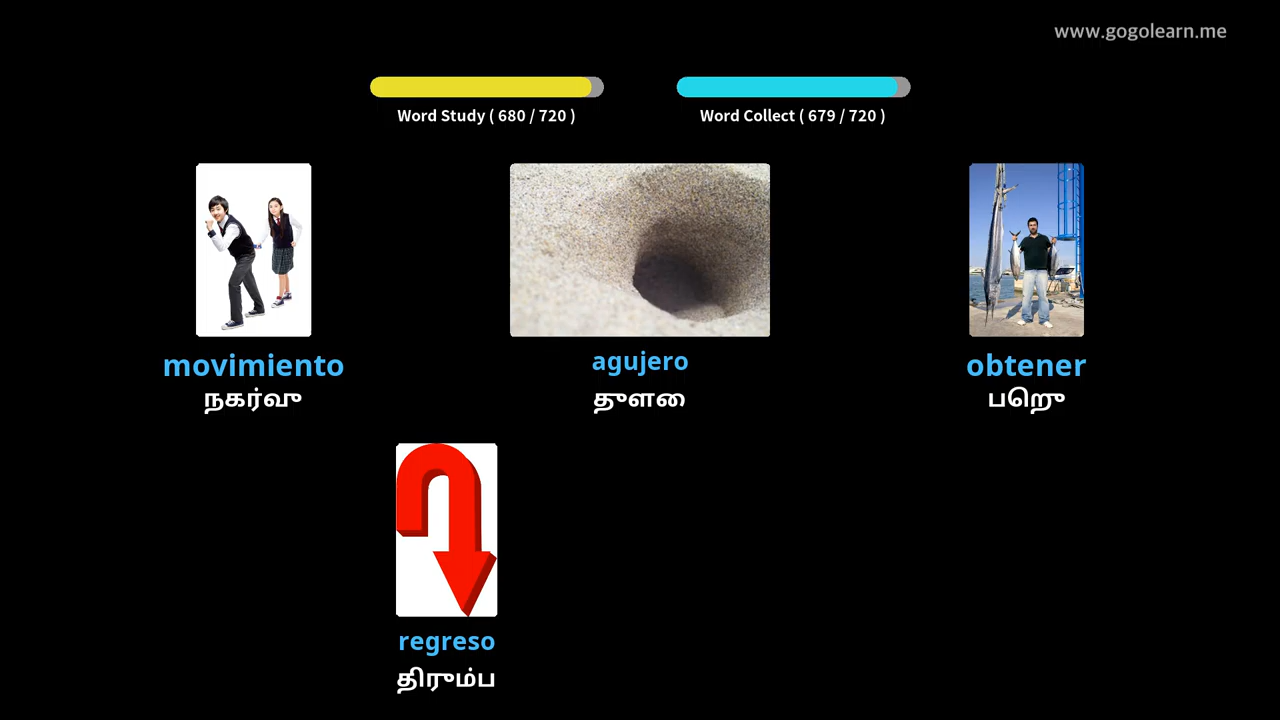 www.gogolearn.me
Word Study ( 680 / 720 )
Word Collect ( 679 / 720 )
movimiento
நகர்வு
agujero
துளை
obtener
பெறு
regreso
திரும்ப